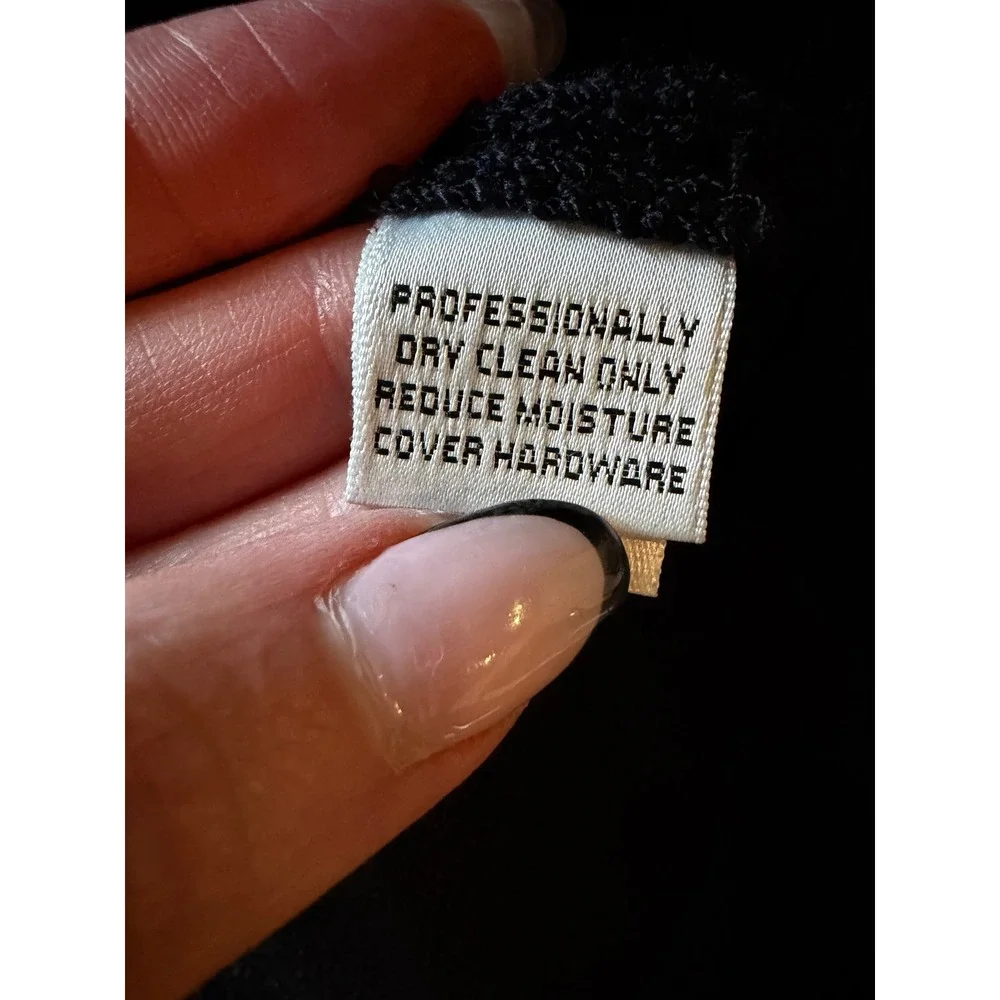 PROFESSIONALLY
DRY CLEAN ONLY
REDUCE MOISTURE
COVER HARDWARE